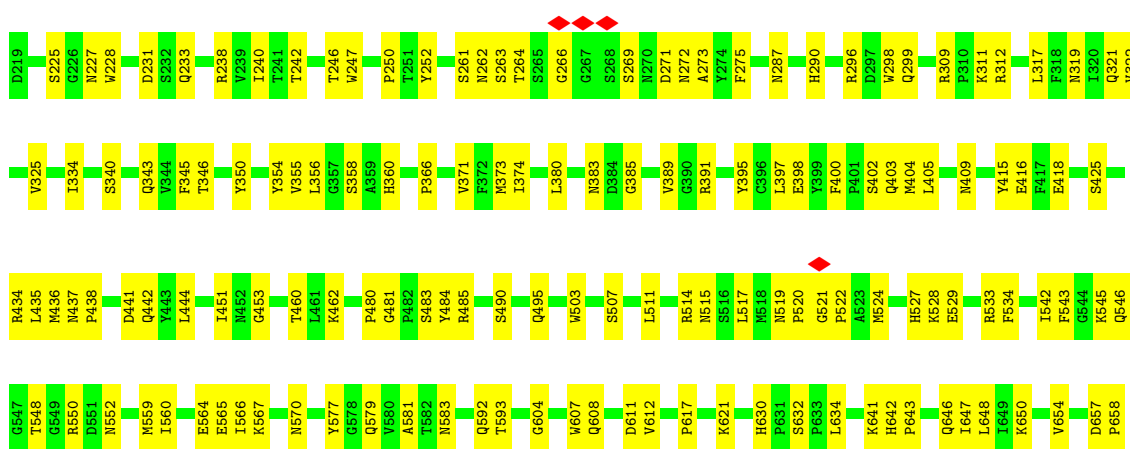 D219 S225 G226 N227 W228 D231 S232 Q233 R238 V239 I240 T241 T242 T246 W247 P250 T251 Y252 S261 N262 S263 T264 S265 G266 G267 S268 S269 N270 D271 N272 A273 Y274 F275 N287 H290 R296 D297 W298 Q299 R309 P310 K311 R312 L317 F318 N319 I320 Q321
V325 I334 S340 Q343 V344 F345 T346 Y350 Y354 V355 L356 G357 S358 A359 H360 P366 V371 F372 M373 I374 L380 N383 D384 G385 V389 G390 R391 Y395 C396 L397 E398 Y399 F400 P401 S402 Q403 M404 L405 N409 Y415 E416 F417 E418 S425
R434 L435 M436 N437 P438 D441 Q442 Y443 L444 I451 N452 G453 T460 L461 K462 P480 G481 P482 S483 Y484 R485 S490 Q495 W503 S507 L511 R514 N515 S516 L517 M518 N519 P520 G521 P522 A523 M524 H527 K528 E529 R533 F534 I542 F543 G544 K545 Q546
G547 T548 G549 R550 D551 N552 M559 I560 E564 E565 I566 K567 N570 Y577 G578 Q579 V580 A581 T582 N583 Q592 T593 G604 W607 Q608 D611 V612 P617 K621 H630 P631 S632 P633 L634 K641 H642 P643 Q646 I647 L648 I649 K650 V654 D657 P658